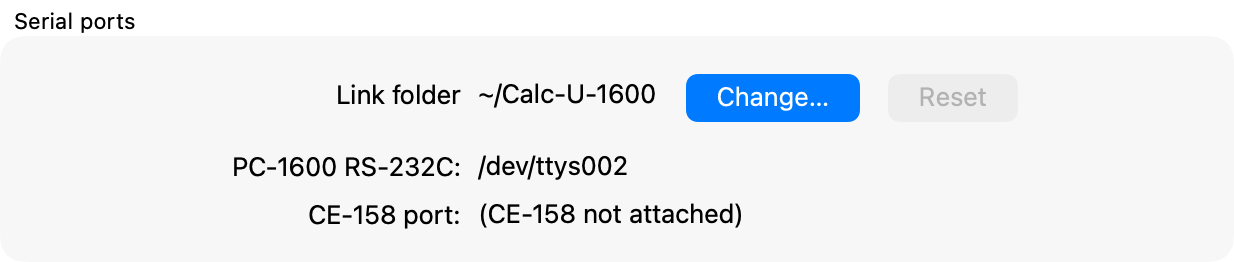 Serial ports
Link folder ~/Calc-U-1600 Change... Reset
PC-1600 RS-232C: /dev/ttys002
CE-158 port: (CE-158 not attached)